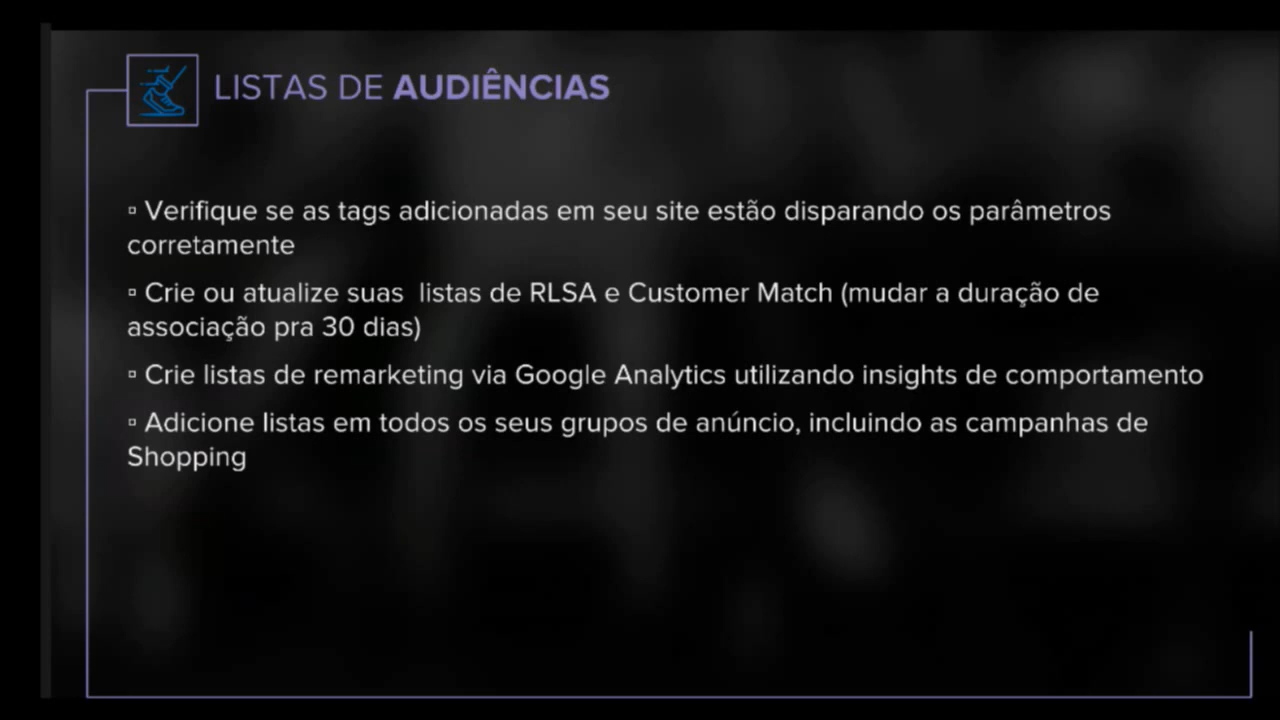 LISTAS DE AUDIÊNCIAS
▫ Verifique se as tags adicionadas em seu site estão disparando os parâmetros
corretamente
▫ Crie ou atualize suas  listas de RLSA e Customer Match (mudar a duração de
associação pra 30 dias)
▫ Crie listas de remarketing via Google Analytics utilizando insights de comportamento
▫ Adicione listas em todos os seus grupos de anúncio, incluindo as campanhas de
Shopping